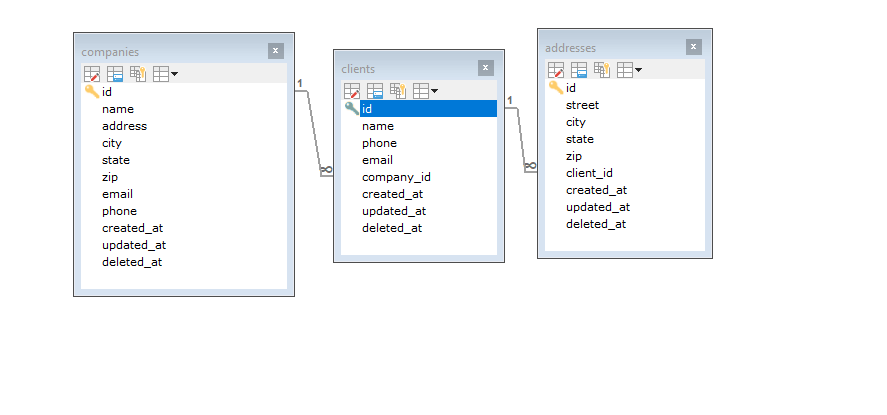 companies
x
id
name
address
city
state
zip
email
phone
created_at
updated_at
deleted_at
1
∞
clients
x
id
name
phone
email
company_id
created_at
updated_at
deleted_at
1
∞
addresses
x
id
street
city
state
zip
client_id
created_at
updated_at
deleted_at